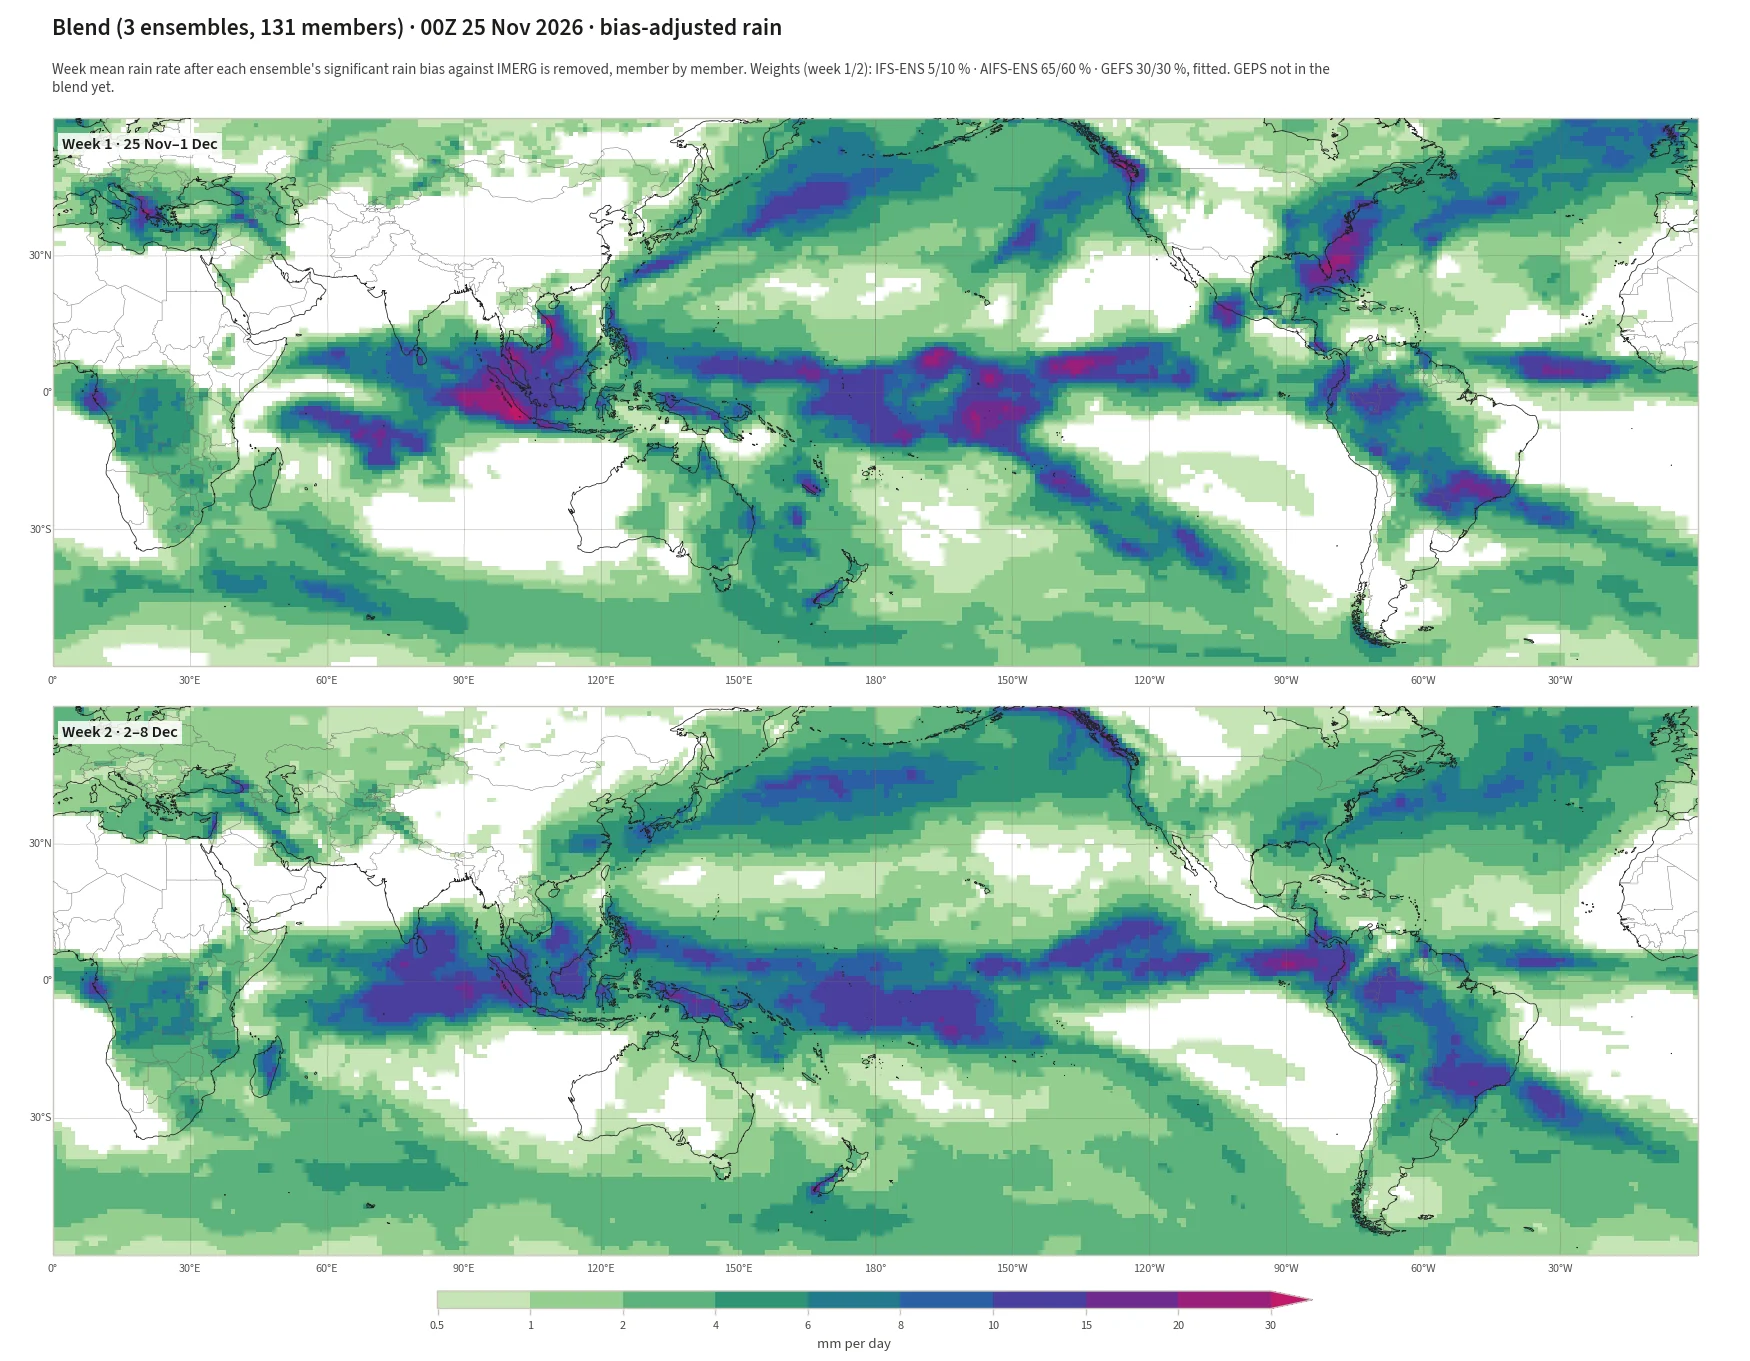 Blend (3 ensembles, 131 members) · 00Z 25 Nov 2026 · bias-adjusted rain
Week mean rain rate after each ensemble's significant rain bias against IMERG is removed, member by member. Weights (week 1/2): IFS-ENS 5/10 % · AIFS-ENS 65/60 % · GEFS 30/30 %, fitted. GEPS not in the
blend yet.
Week 1 · 25 Nov–1 Dec
30°N
0°
30°S
0° 30°E 60°E 90°E 120°E 150°E 180° 150°W 120°W 90°W 60°W 30°W
Week 2 · 2–8 Dec
30°N
0°
30°S
0° 30°E 60°E 90°E 120°E 150°E 180° 150°W 120°W 90°W 60°W 30°W
0.5 1 2 4 6 8 10 15 20 30
mm per day